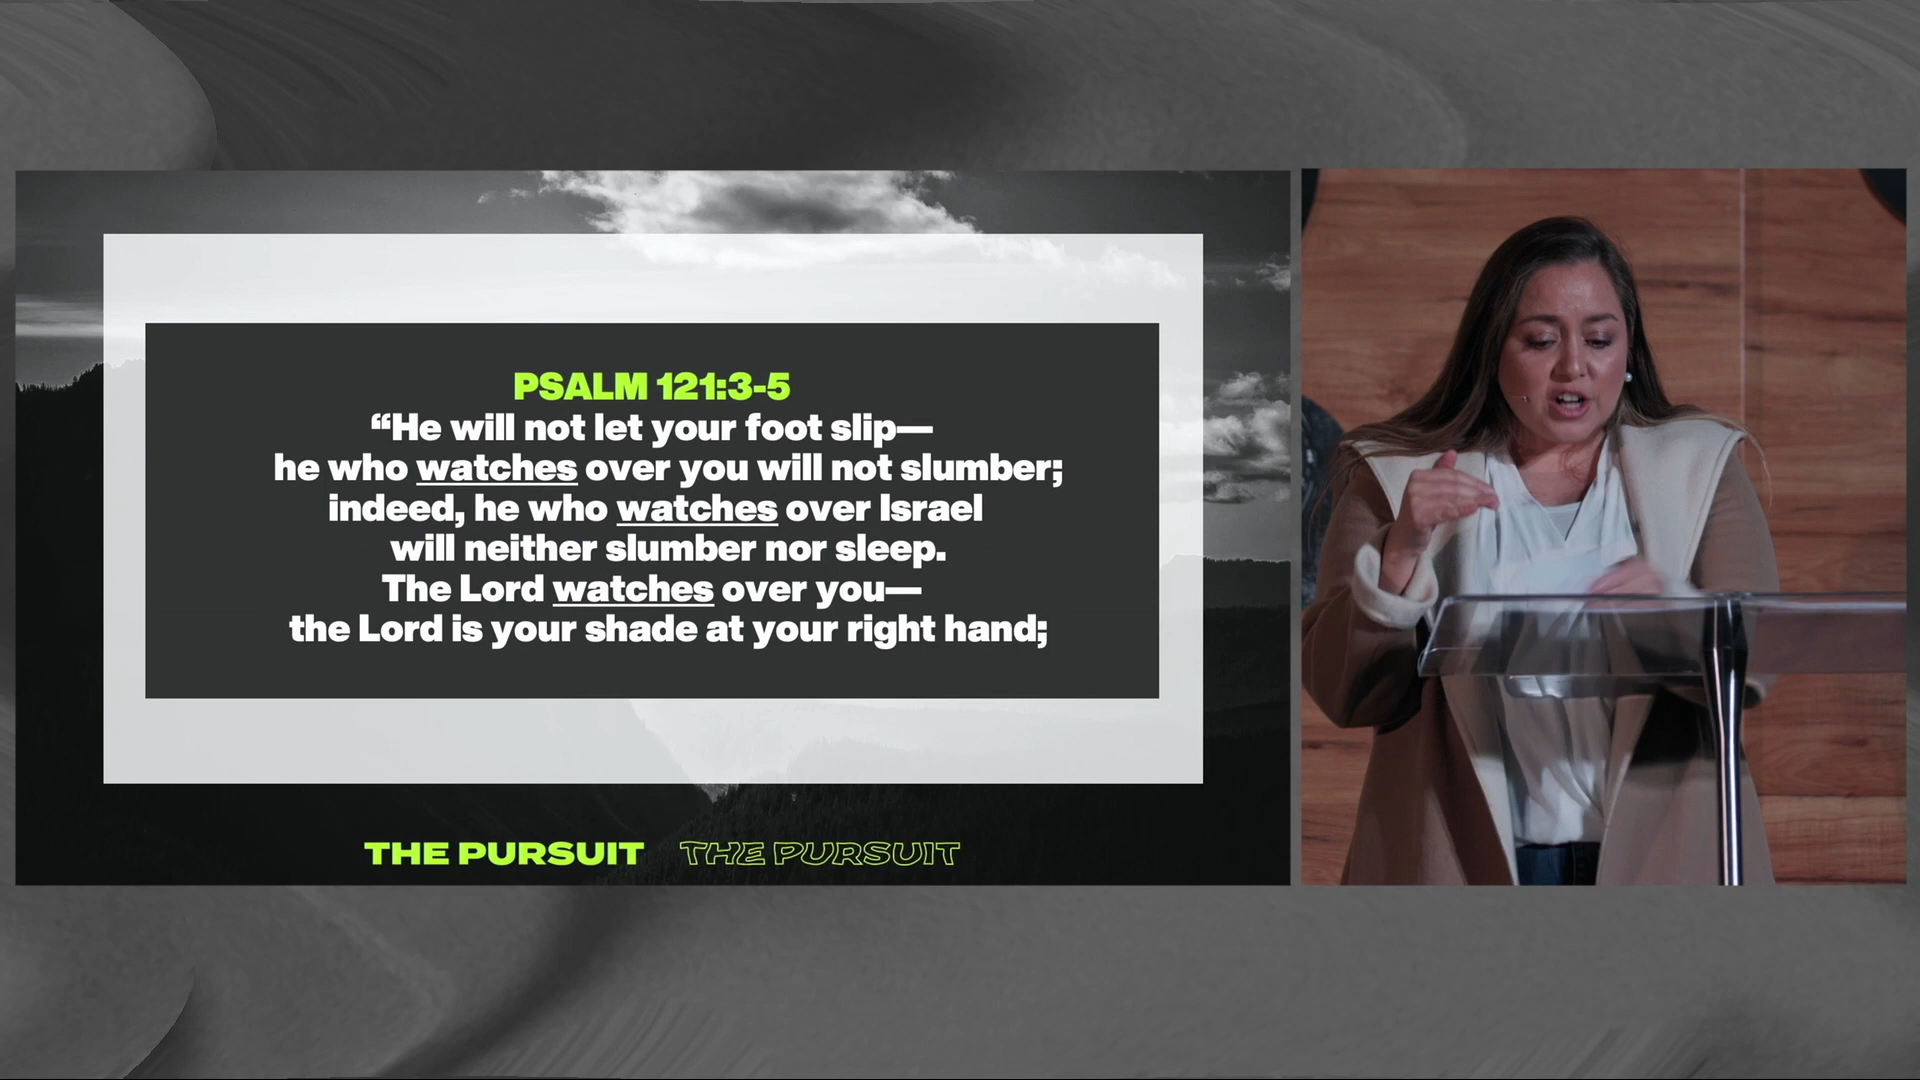 PSALM 121:3-5
“He will not let your foot slip—
he who watches over you will not slumber;
indeed, he who watches over Israel
will neither slumber nor sleep.
The Lord watches over you—
the Lord is your shade at your right hand;
THE PURSUIT THE PURSUIT